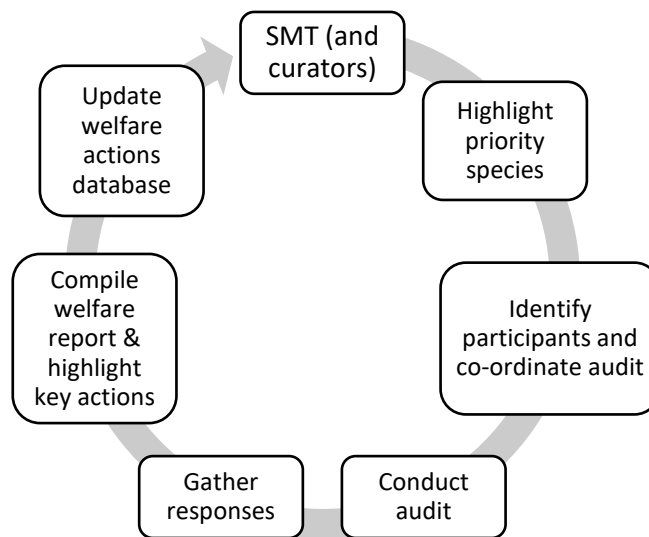 SMT (and
curators)
Highlight
priority
species
Identify
participants and
co-ordinate audit
Conduct
audit
Gather
responses
Compile
welfare
report &
highlight
key actions
Update
welfare
actions
database